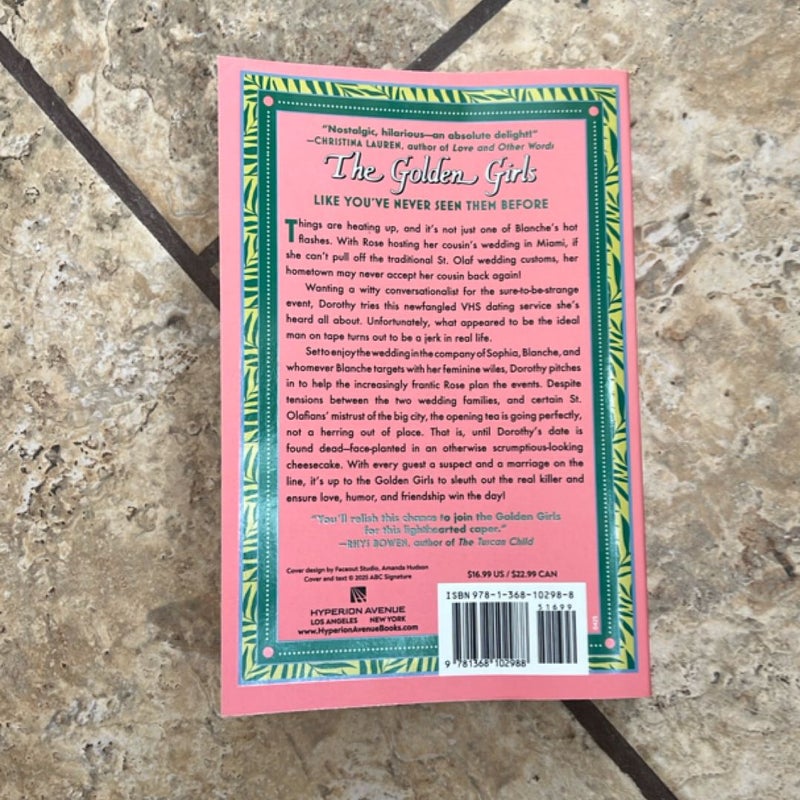 "Nostalgic, hilarious—an absolute delight!"
—CHRISTINA LAUREN, author of Love and Other Words
The Golden Girls
LIKE YOU'VE NEVER SEEN THEM BEFORE
Things are heating up, and it's not just one of Blanche's hot
flashes. With Rose hosting her cousin's wedding in Miami, if
she can't pull off the traditional St. Olaf wedding customs, her
hometown may never accept her cousin back again!
Wanting a witty conversationalist for the sure-to-be-strange
event, Dorothy tries this newfangled VHS dating service she's
heard all about. Unfortunately, what appeared to be the ideal
man on tape turns out to be a jerk in real life.
Set to enjoy the wedding in the company of Sophia, Blanche, and
whomever Blanche targets with her feminine wiles, Dorothy pitches
in to help the increasingly frantic Rose plan the events. Despite
tensions between the two wedding families, and certain St.
Olafians' mistrust of the big city, the opening tea is going perfectly,
not a herring out of place. That is, until Dorothy's date is
found dead—face-planted in an otherwise scrumptious-looking
cheesecake. With every guest a suspect and a marriage on the
line, it's up to the Golden Girls to sleuth out the real killer and
ensure love, humor, and friendship win the day!
"You'll relish this chance to join the Golden Girls
for this lighthearted caper."
—RHYS BOWEN, author of The Tuscan Child
Cover design by Faceout Studio, Amanda Hudson
Cover and text © 2025 ABC Signature
$16.99 US / $22.99 CAN
HYPERION AVENUE
LOS ANGELES NEW YORK
www.HyperionAvenueBooks.com
ISBN 978-1-368-10298-8
51699
9 781368 102988